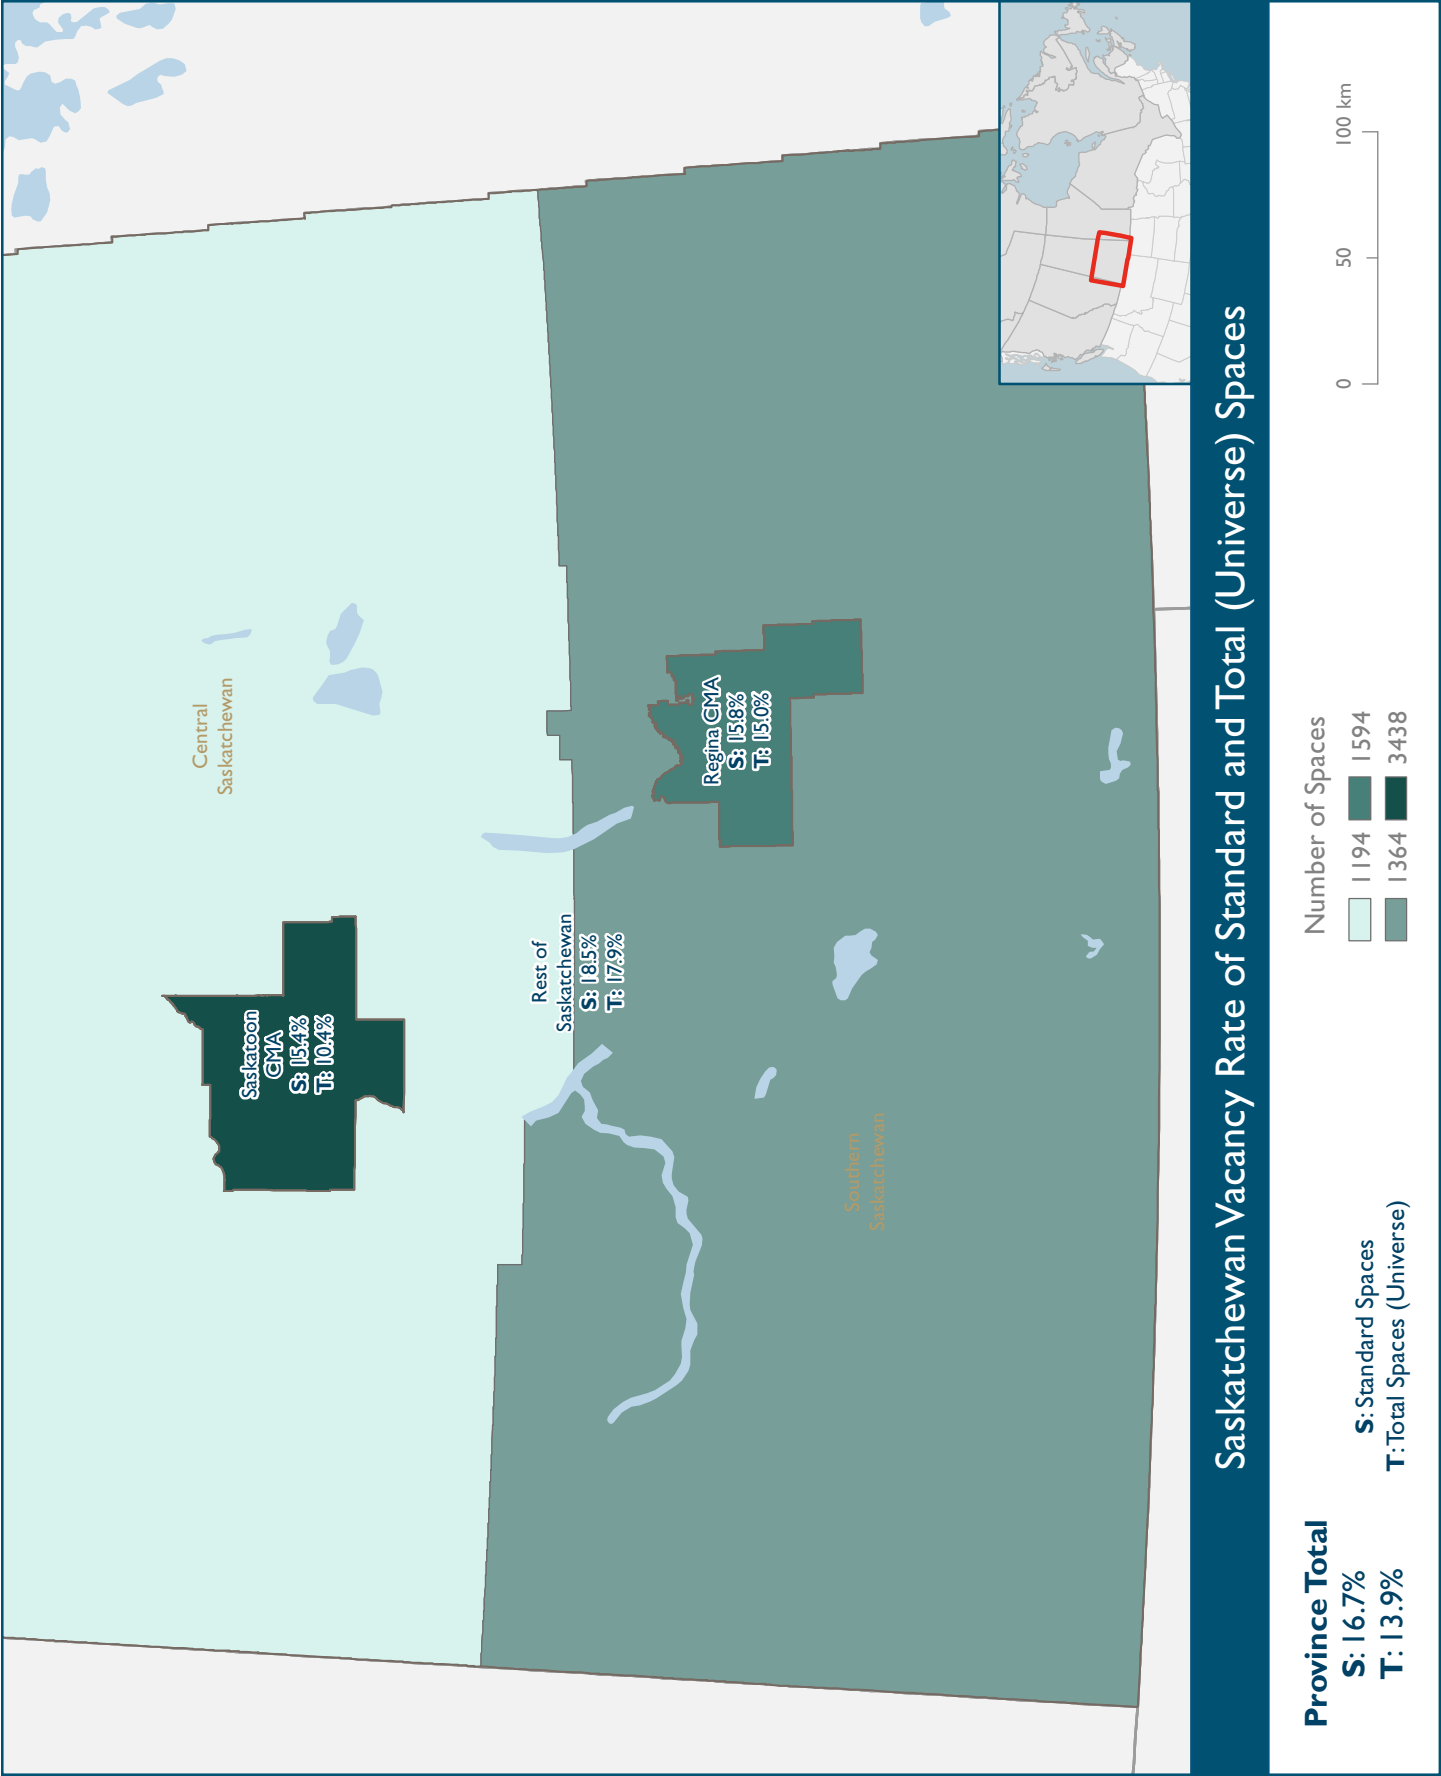 Saskatoon
CMA
S: 15.4%
T: 10.4%
Central
Saskatchewan
Rest of
Saskatchewan
S: 18.5%
T: 17.9%
Regina CMA
S: 15.8%
T: 15.0%
Southern
Saskatchewan
Saskatchewan Vacancy Rate of Standard and Total (Universe) Spaces
Province Total
S: 16.7%
T: 13.9%
S: Standard Spaces
T: Total Spaces (Universe)
Number of Spaces
1194 1594
1364 3438
0 50 100 km